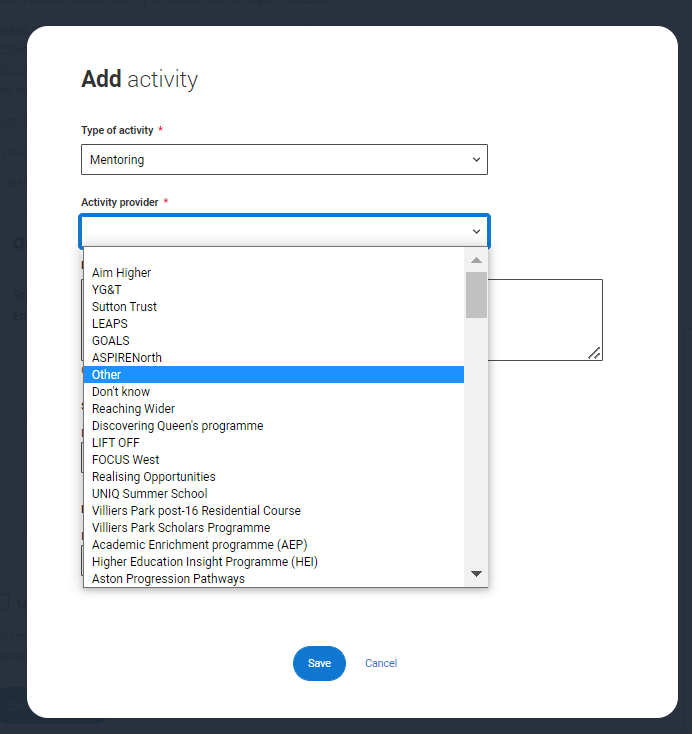 Add activity
Type of activity *
Mentoring
Activity provider *
Aim Higher
YG&T
Sutton Trust
LEAPS
GOALS
ASPIRENorth
Other
Don't know
Reaching Wider
Discovering Queen's programme
LIFT OFF
FOCUS West
Realising Opportunities
UNIQ Summer School
Villiers Park post-16 Residential Course
Villiers Park Scholars Programme
Academic Enrichment programme (AEP)
Higher Education Insight Programme (HEI)
Aston Progression Pathways
Save
Cancel